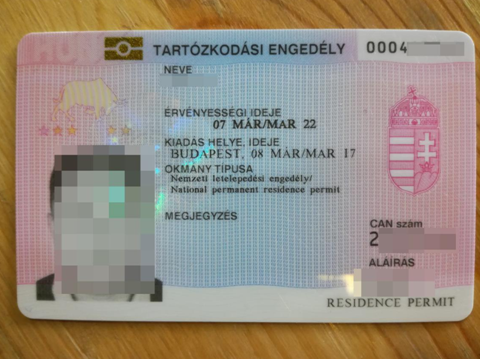 HUN TARTÓZKODÁSI ENGEDÉLY 0004
NEVE
ÉRVÉNYESSÉGI IDEJE
07 MÁR/MAR 22
KIADÁS HELYE, IDEJE
BUDAPEST, 08 MÁR/MAR 17
OKMÁNY TÍPUSA
Nemzeti letelepedési engedély/
National permanent residence permit
MEGJEGYZÉS
CAN szám
2
ALÁÍRÁS
RESIDENCE PERMIT